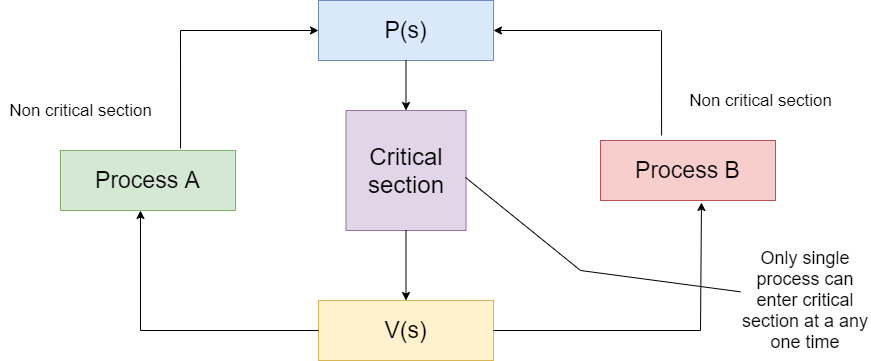 P(s)
Non critical section
Non critical section
Process A
Critical
section
Process B
Only single
process can
enter critical
section at a any
one time
V(s)